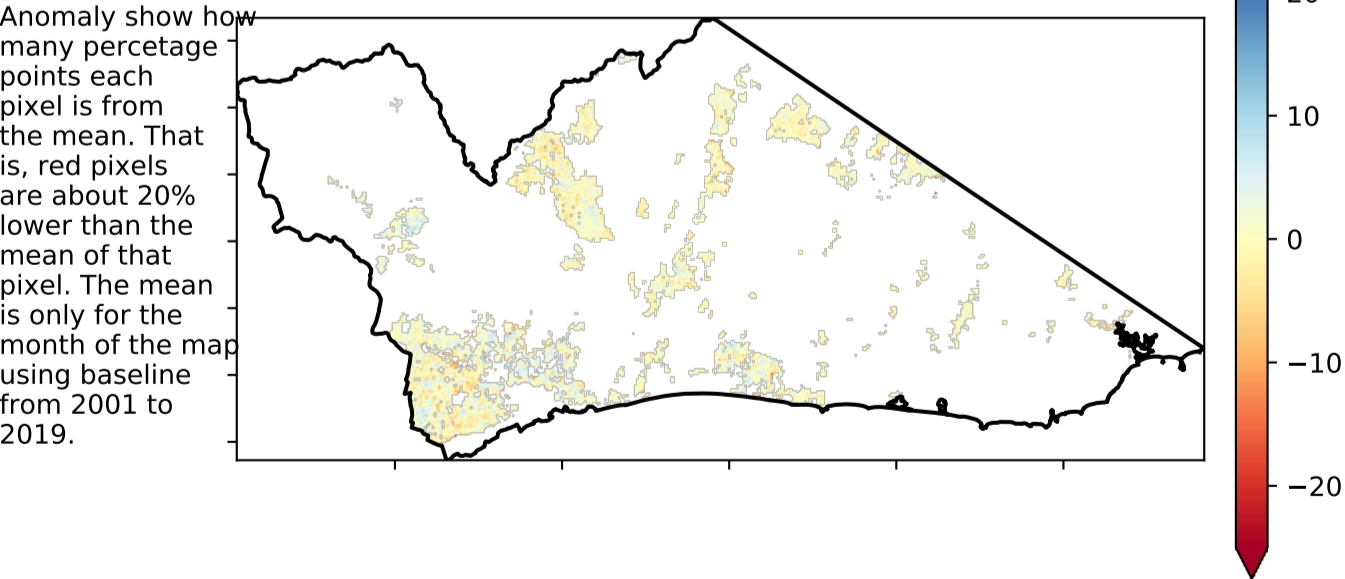 Anomaly show how
many percetage
points each
pixel is from
the mean. That
is, red pixels
are about 20%
lower than the
mean of that
pixel. The mean
is only for the
month of the map
using baseline
from 2001 to
2019.
10
0
−10
−20